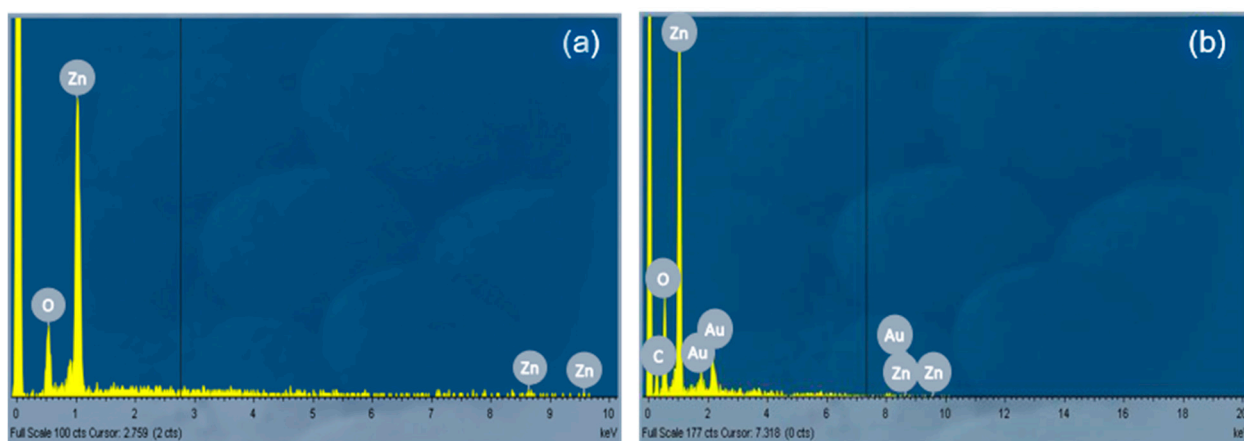 (a)
Zn
O
Zn
Zn
0 1 2 3 4 5 6 7 8 9 10
Full Scale 100 cts Cursor: 2.759 (2 cts) keV
(b)
Zn
O
Au
Au
C
Au
Zn
Zn
0 2 4 6 8 10 12 14 16 18 20
Full Scale 177 cts Cursor: 7.318 (0 cts)